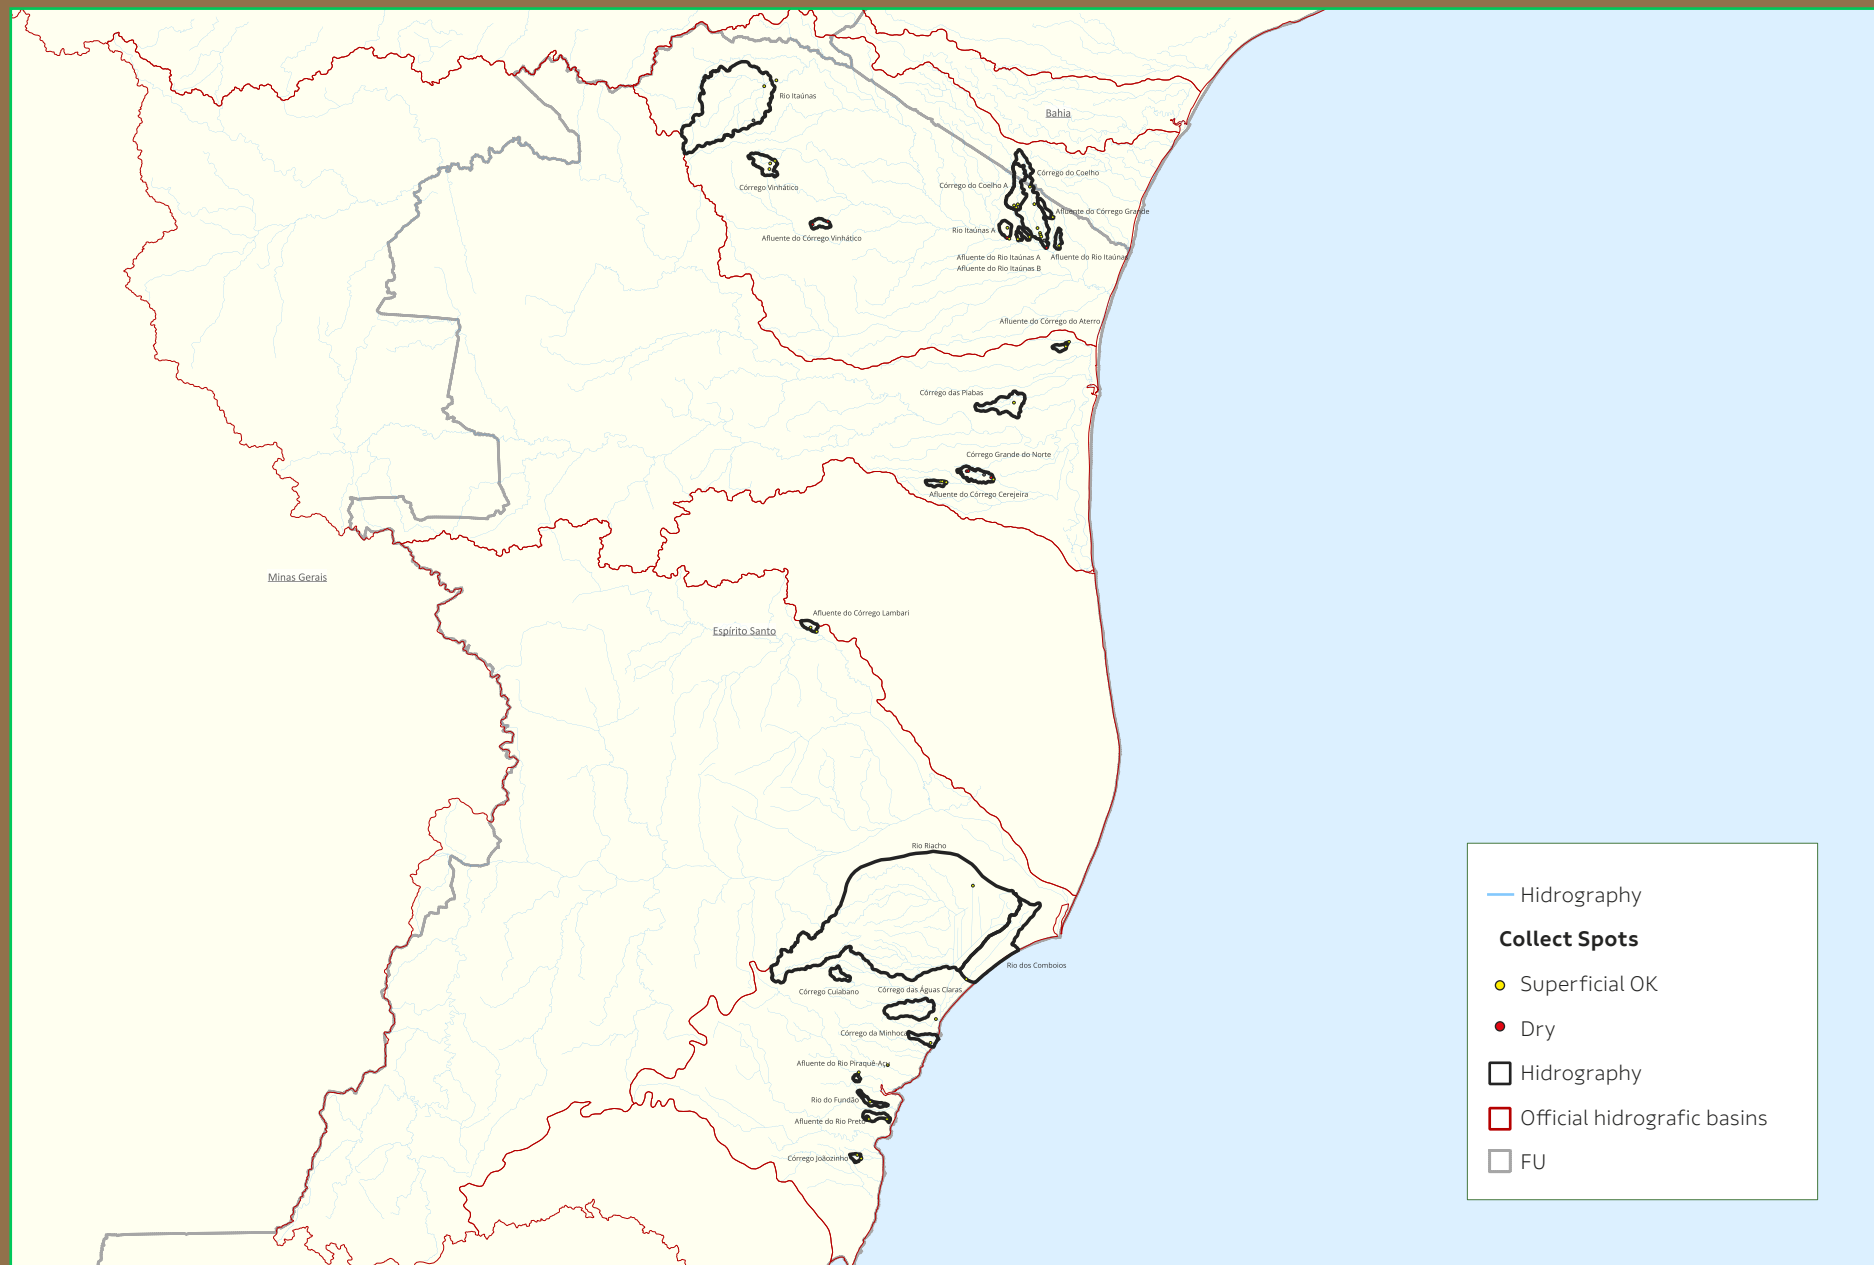 Rio Itaúnas
Bahia
Córrego do Coelho
Córrego Vinhático
Córrego do Coelho A
Afluente do Córrego Grande
Rio Itaúnas A
Afluente do Córrego Vinhático
Afluente do Rio Itaúnas A
Afluente do Rio Itaúnas
Afluente do Rio Itaúnas B
Afluente do Córrego do Aterro
Córrego das Piabas
Córrego Grande do Norte
Afluente do Córrego Cerejeira
Minas Gerais
Afluente do Córrego Lambari
Espírito Santo
Rio Riacho
Rio dos Comboios
Córrego Cuiabano
Córrego das Águas Claras
Córrego da Minhoca
Afluente do Rio Piraquê-Açu
Rio do Fundão
Afluente do Rio Preto
Córrego Joãozinho
Hidrography
Collect Spots
Superficial OK
Dry
Hidrography
Official hidrografic basins
FU